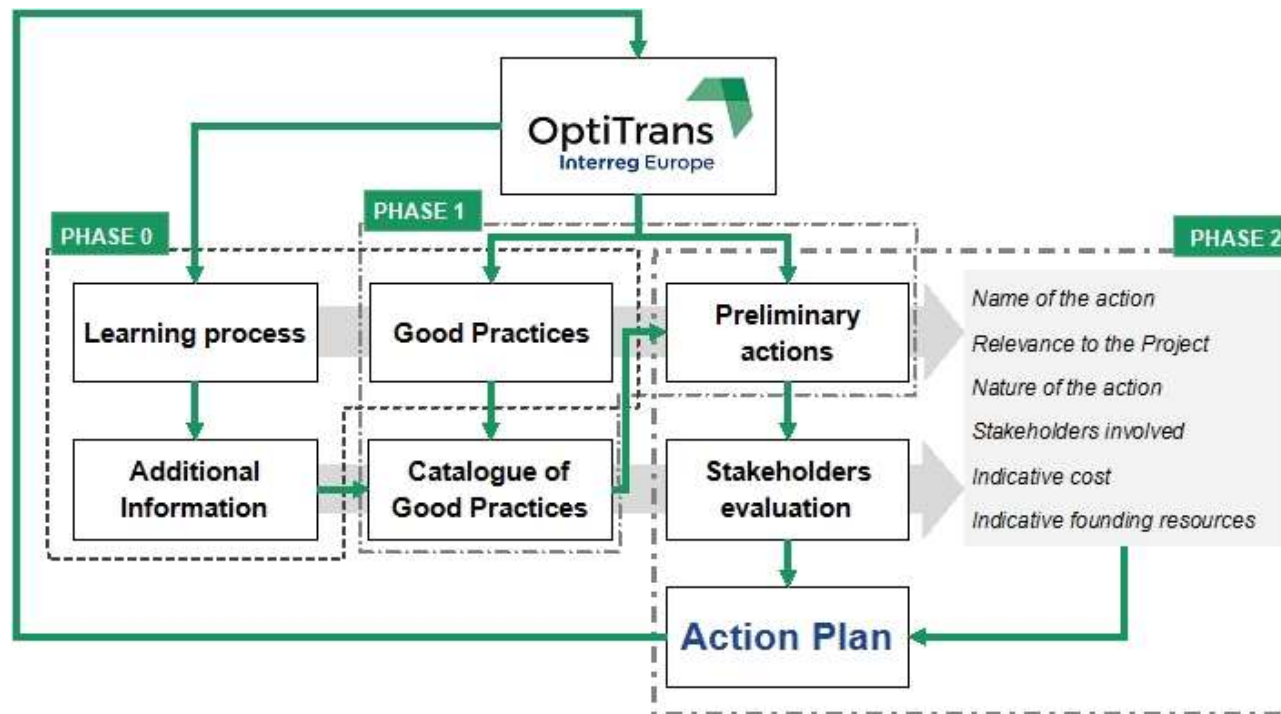 OptiTrans
Interreg Europe
PHASE 0
PHASE 1
PHASE 2
Learning process
Good Practices
Preliminary
actions
Name of the action
Relevance to the Project
Nature of the action
Stakeholders involved
Indicative cost
Indicative founding resources
Additional
Information
Catalogue of
Good Practices
Stakeholders
evaluation
Action Plan